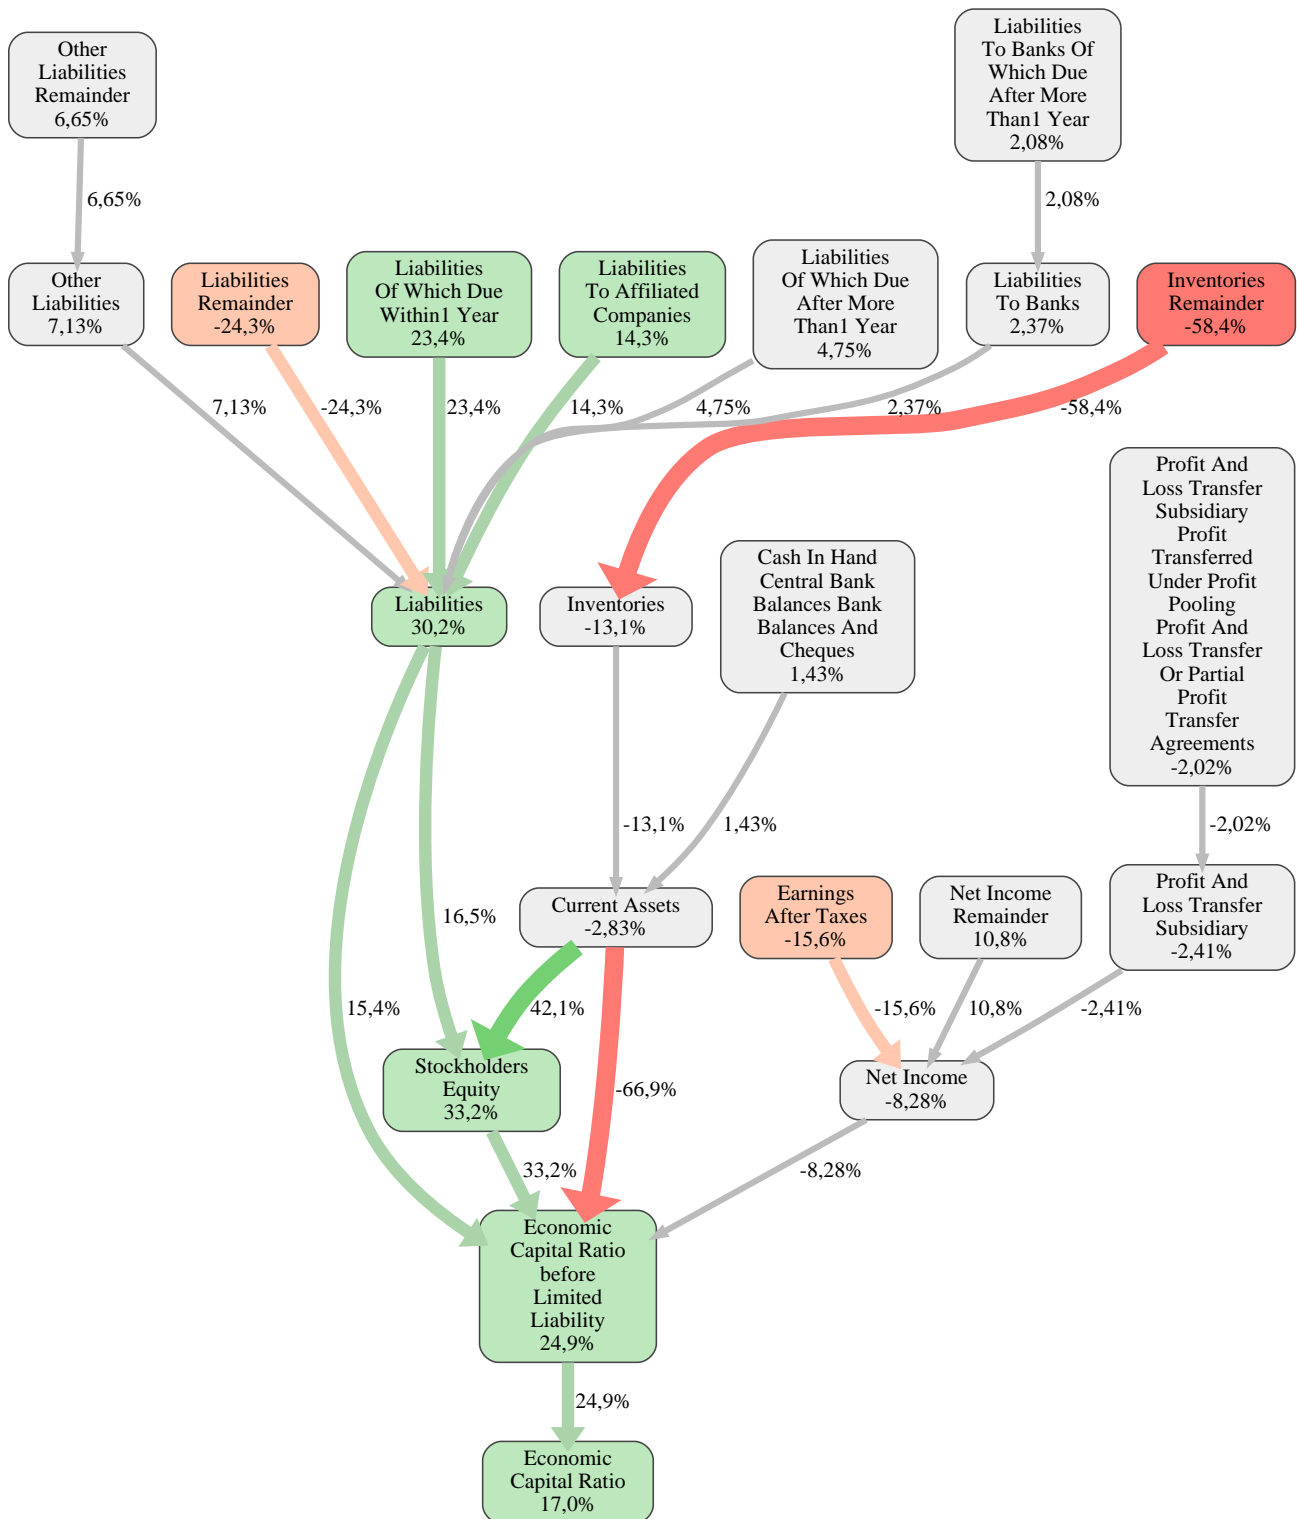 Other
Liabilities
Remainder
6,65%
Liabilities
To Banks Of
Which Due
After More
Than1 Year
2,08%
6,65%
2,08%
Other
Liabilities
7,13%
Liabilities
Remainder
-24,3%
Liabilities
Of Which Due
Within1 Year
23,4%
Liabilities
To Affiliated
Companies
14,3%
Liabilities
Of Which Due
After More
Than1 Year
4,75%
Liabilities
To Banks
2,37%
Inventories
Remainder
-58,4%
7,13%
-24,3%
23,4%
14,3%
4,75%
2,37%
-58,4%
Profit And
Loss Transfer
Subsidiary
Profit
Transferred
Under Profit
Pooling
Profit And
Loss Transfer
Or Partial
Profit
Transfer
Agreements
-2,02%
Cash In Hand
Central Bank
Balances Bank
Balances And
Cheques
1,43%
Liabilities
30,2%
Inventories
-13,1%
-13,1%
1,43%
-2,02%
Current Assets
-2,83%
Earnings
After Taxes
-15,6%
Net Income
Remainder
10,8%
Profit And
Loss Transfer
Subsidiary
-2,41%
16,5%
15,4%
42,1%
-15,6%
10,8%
-2,41%
Stockholders
Equity
33,2%
-66,9%
Net Income
-8,28%
33,2%
-8,28%
Economic
Capital Ratio
before
Limited
Liability
24,9%
24,9%
Economic
Capital Ratio
17,0%